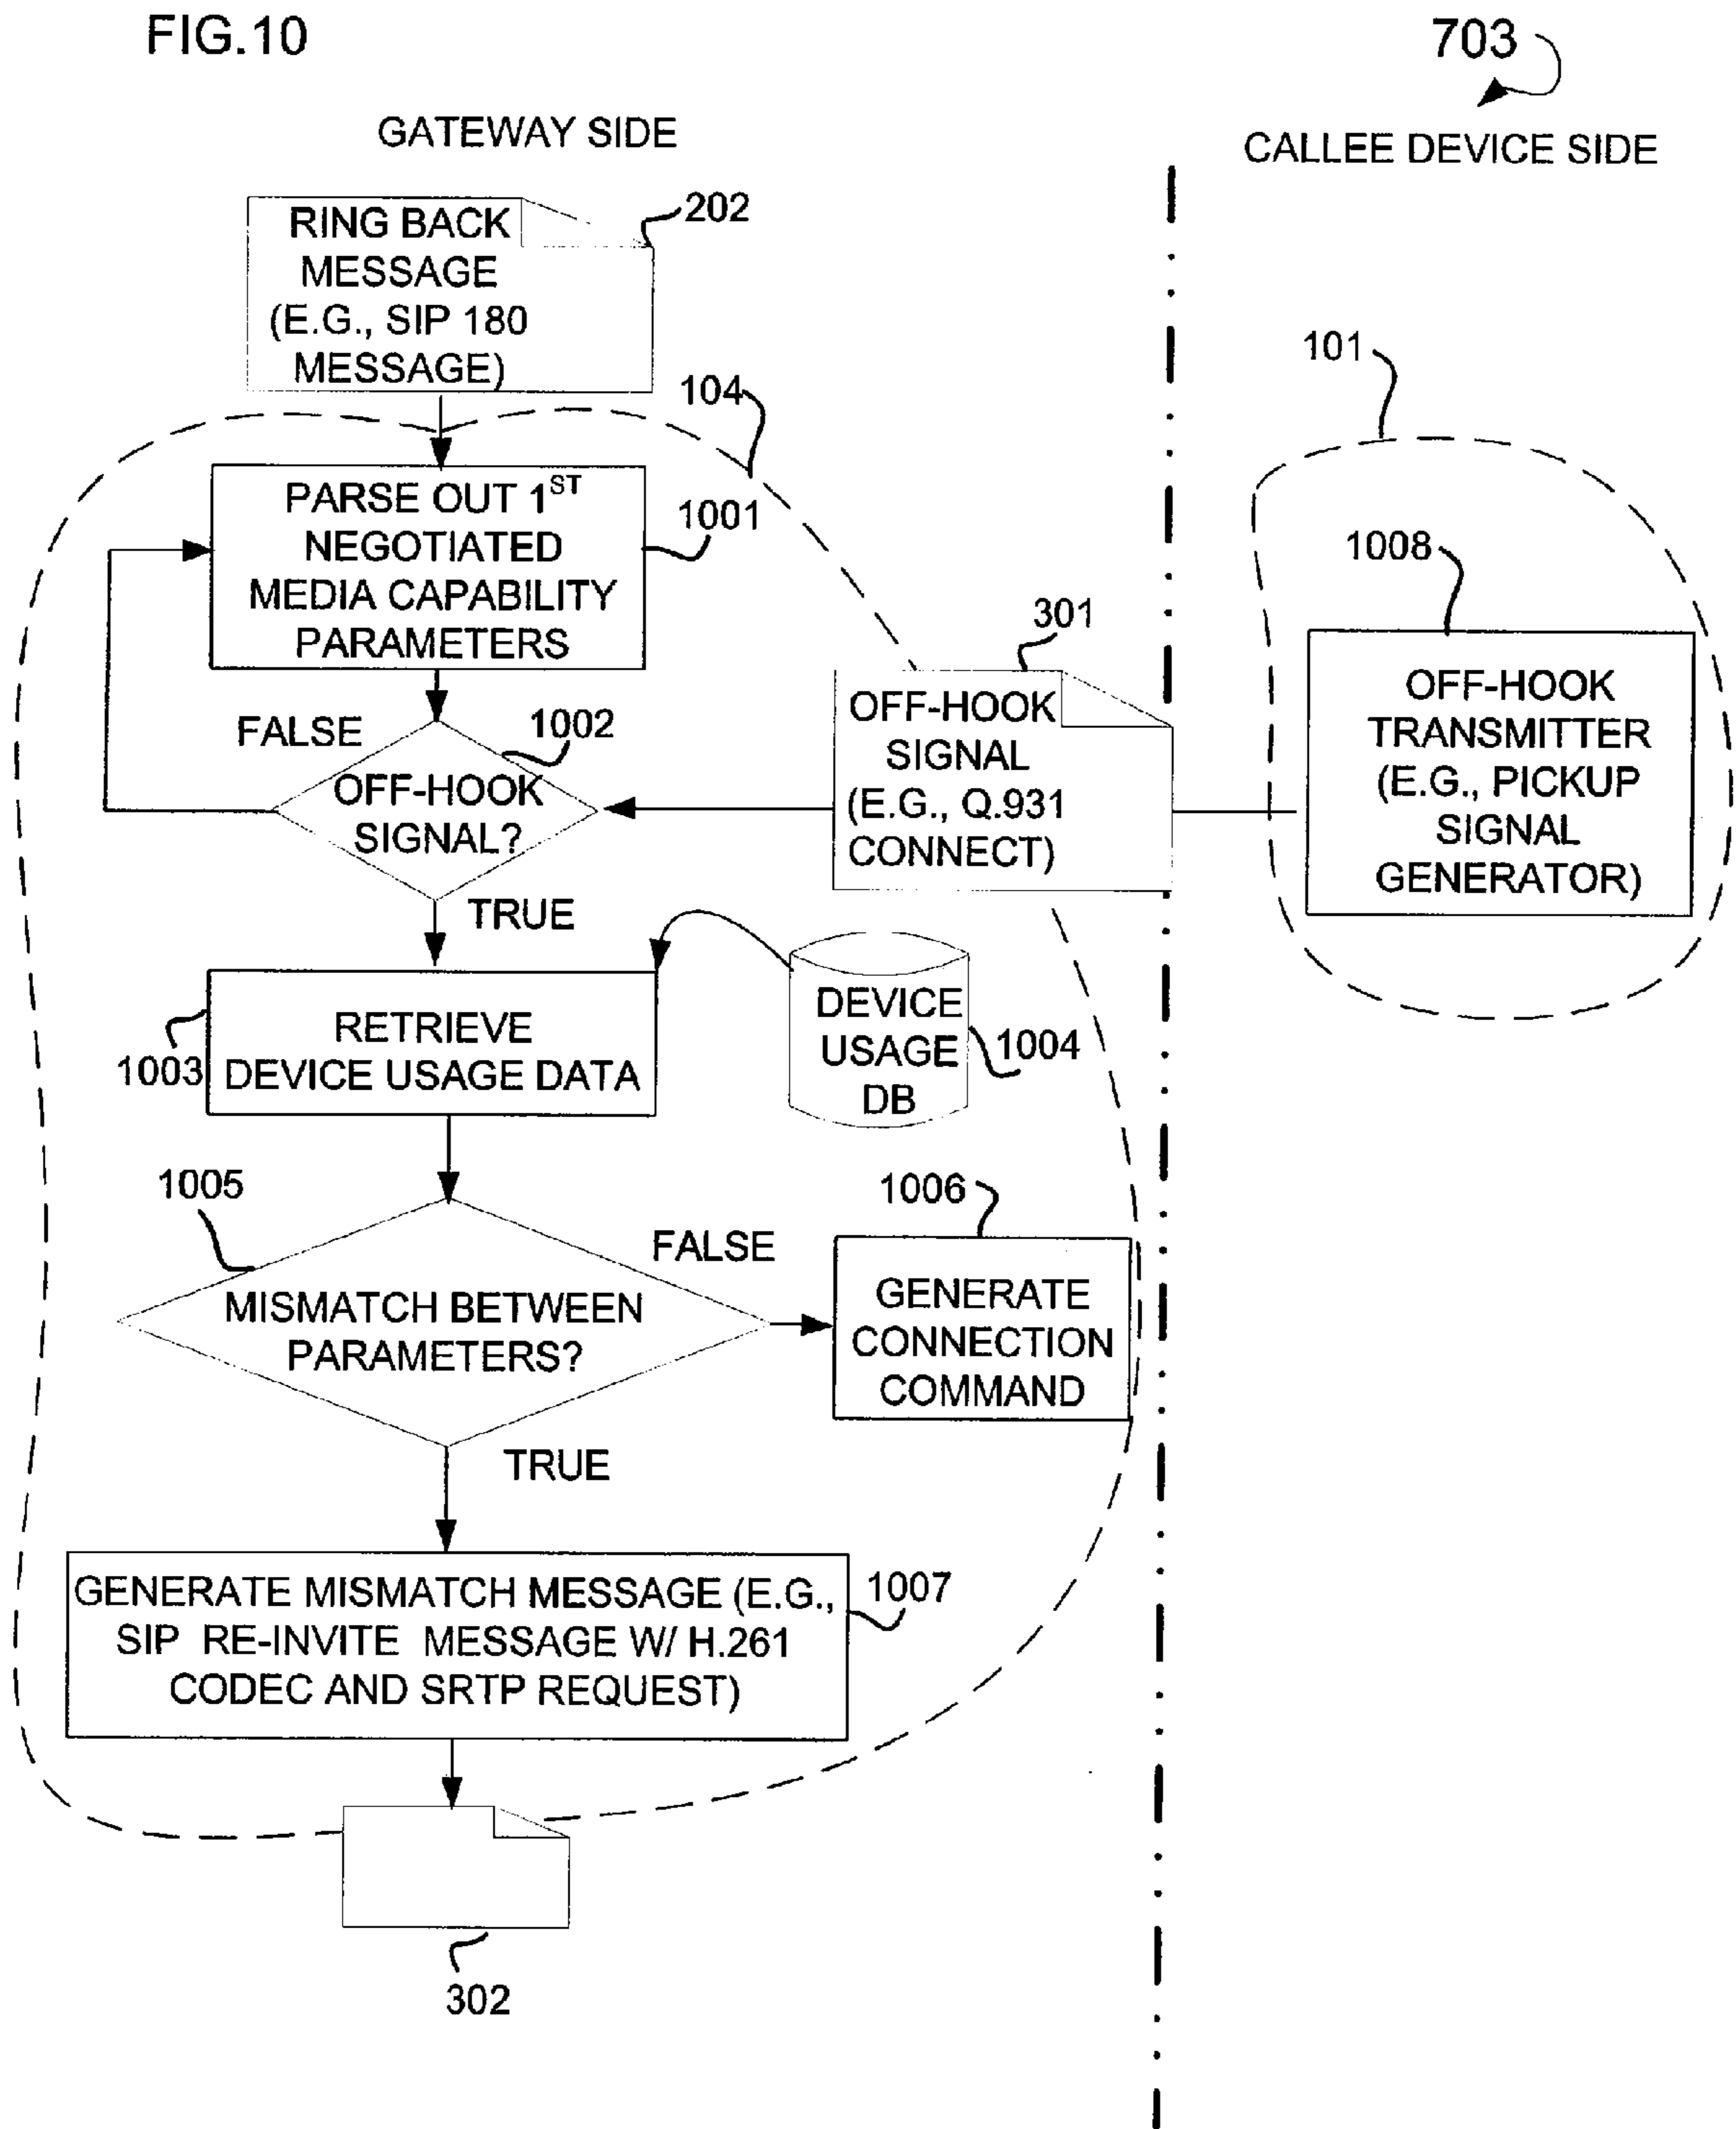 FIG.10
703
GATEWAY SIDE
CALLEE DEVICE SIDE
RING BACK
MESSAGE
(E.G., SIP 180
MESSAGE)
202
104
101
PARSE OUT 1ST
NEGOTIATED
MEDIA CAPABILITY
PARAMETERS
1001
1008
301
OFF-HOOK
SIGNAL
(E.G., Q.931
CONNECT)
OFF-HOOK
TRANSMITTER
(E.G., PICKUP
SIGNAL
GENERATOR)
FALSE
1002
OFF-HOOK
SIGNAL?
TRUE
1003
RETRIEVE
DEVICE USAGE DATA
DEVICE
USAGE
DB
1004
1005
MISMATCH BETWEEN
PARAMETERS?
FALSE
1006
GENERATE
CONNECTION
COMMAND
TRUE
GENERATE MISMATCH MESSAGE (E.G.,
SIP RE-INVITE MESSAGE W/ H.261
CODEC AND SRTP REQUEST)
1007
302